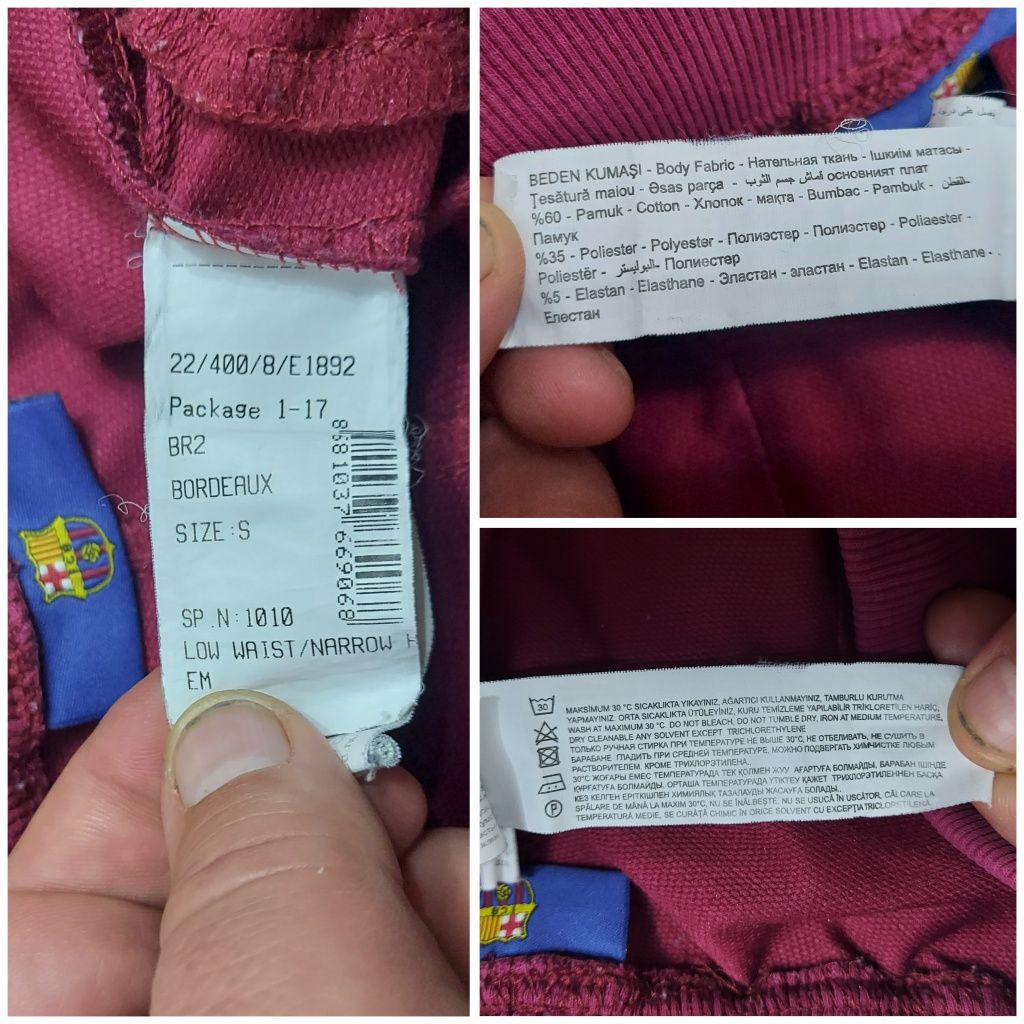 22/400/8/E1892
Package 1-17
BR2
BORDEAUX
SIZE:S
SP.N:1010
LOW WAIST/NARROW H
EM
8681037669068
BEDEN KUMAŞI - Body Fabric - Нательная ткань - Ішкиім матасы -
Ţesătură maiou - Əsas parça - قماش جسم الثرب основният плат
%60 - Pamuk - Cotton - Хлопок - мақта - Bumbac - Pambuk - القطن-
Памук
%35 - Poliester - Polyester - Полиэстер - Полиэстер - Poliaester -
Poliestër - البوليستر- Полиестер
%5 - Elastan - Elasthane - Эластан - эластан - Elastan - Elasthane -
Еластан
30
MAKSİMUM 30 °C SICAKLIKTA YIKAYINIZ, AĞARTICI KULLANMAYINIZ, TAMBURLU KURUTMA
YAPMAYINIZ. ORTA SICAKLIKTA ÜTÜLEYİNİZ, KURU TEMİZLEME YAPILABİLİR TRİKLORETİLEN HARİÇ,
WASH AT MAXIMUM 30 °C. DO NOT BLEACH. DO NOT TUMBLE DRY, IRON AT MEDIUM TEMPERATURE,
DRY CLEANABLE ANY SOLVENT EXCEPT TRICHLORETHYLENE
ТОЛЬКО РУЧНАЯ СТИРКА ПРИ ТЕМПЕРАТУРЕ НЕ ВЫШЕ 30°C, НЕ ОТБЕЛИВАТЬ, НЕ СУШИТЬ В
БАРАБАНЕ ГЛАДИТЬ ПРИ СРЕДНЕЙ ТЕМПЕРАТУРЕ, МОЖНО ПОДВЕРГАТЬ ХИМЧИСТКЕ ЛЮБЫМ
РАСТВОРИТЕЛЕМ. КРОМЕ ТРИХЛОРЭТИЛЕНА..
30°C ЖОҒАРЫ ЕМЕС ТЕМПЕРАТУРАДА ТЕК ҚОЛМЕН ЖУУ АҒАРТУҒА БОЛМАЙДЫ, БАРАБАН ІШІНДЕ
ҚҰРҒАТУҒА БОЛМАЙДЫ, ОРТАША ТЕМПЕРАТУРАДА ҮТІКТЕУ ҚАЖЕТ ТРИХЛОРЭТИЛЕННЕН БАСҚА
КЕЗ КЕЛГЕН ЕРІТКІШПЕН ХИМИЯЛЫҚ ТАЗАЛАУДЫ ЖАСАУҒА БОЛАДЫ..
SPĂLARE DE MÂNĂ LA MAXIM 30°C, NU SE ÎNĂLBEŞTE. NU SE USUCĂ ÎN USCĂTOR, CĂLCARE LA
TEMPERATURĂ MEDIE, SE CURĂŢĂ CHIMIC ÎN ORICE SOLVENT CU EXCEPŢIA TRICLORETILENĂ.
P